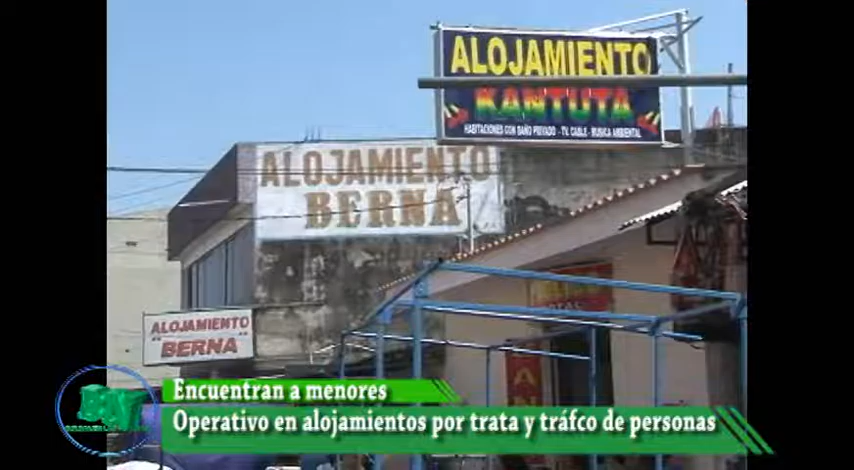 ALOJAMIENTO
KANTUTA
HABITACIONES CON BAÑO PRIVADO - TV. CABLE - MUSICA AMBIENTAL
ALOJAMIENTO
BERNA
ALOJAMIENTO
"BERNA"
Encuentran a menores
Operativo en alojamientos por trata y tráfco de personas